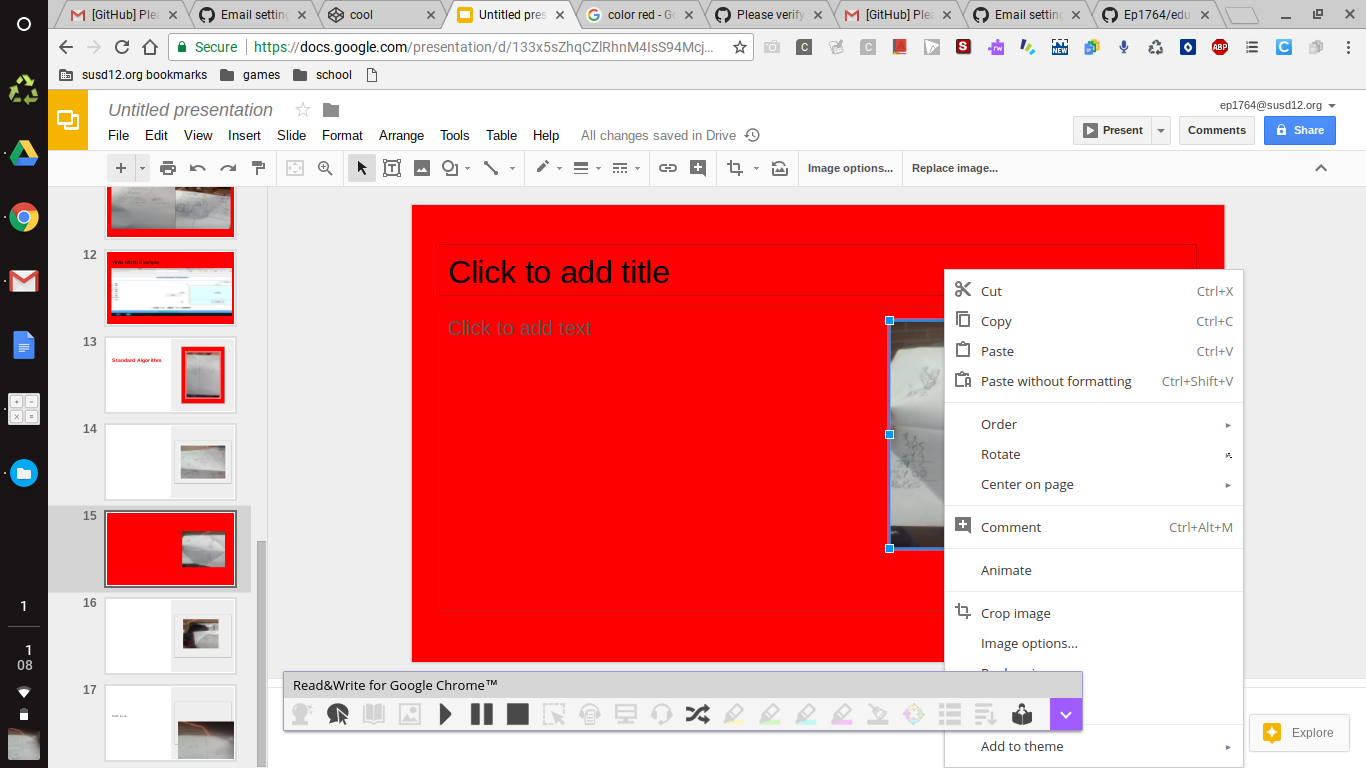 [GitHub] Plea
Email setting
cool
Untitled pres
color red - Go
Please verify
[GitHub] Plea
Email setting
Ep1764/edu
Secure
https://docs.google.com/presentation/d/133x5sZhqCZlRhnM4IsS94Mcj...
susd12.org bookmarks
games
school
Untitled presentation
ep1764@susd12.org
File Edit View Insert Slide Format Arrange Tools Table Help
All changes saved in Drive
Present
Comments
Share
Image options...
Replace image...
12
13
Standard Algorithm
14
15
16
17
Click to add title
Click to add text
Cut Ctrl+X
Copy Ctrl+C
Paste Ctrl+V
Paste without formatting Ctrl+Shift+V
Order
Rotate
Center on page
Comment Ctrl+Alt+M
Animate
Crop image
Image options...
Add to theme
Read&Write for Google Chrome™
Explore
1
1
08